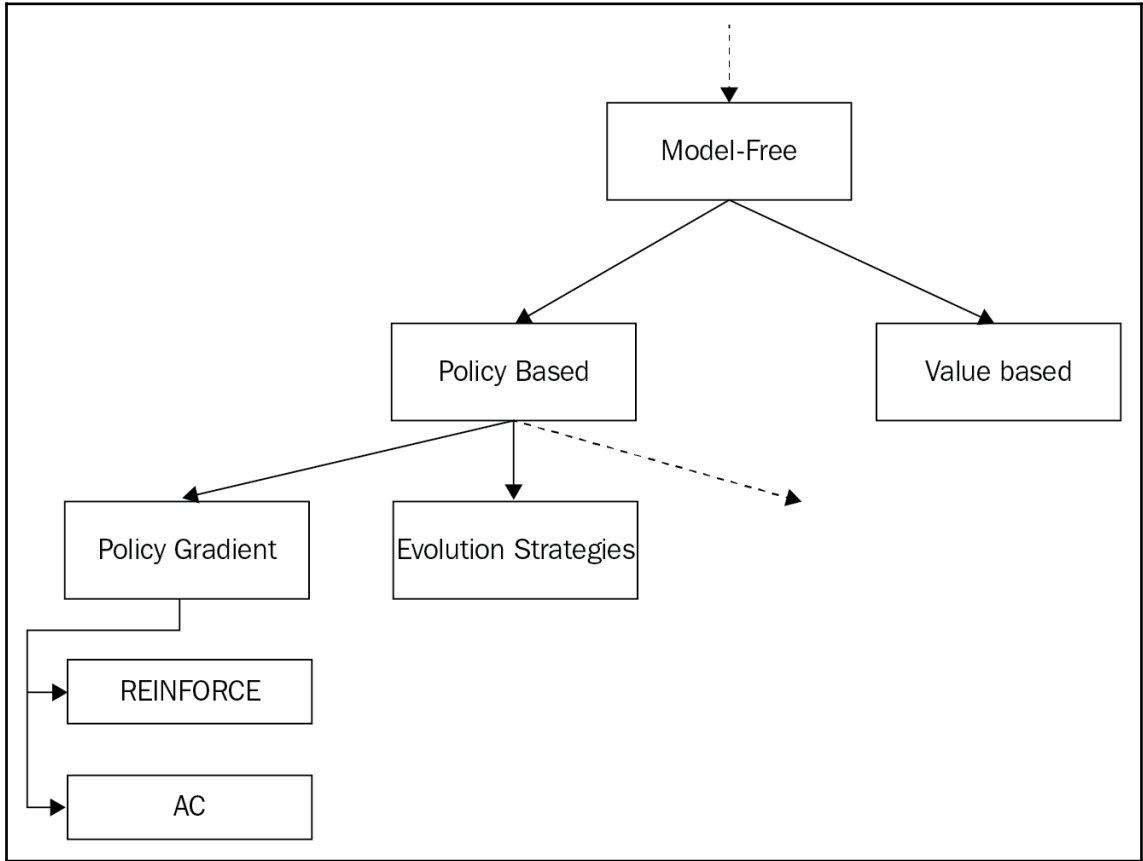 Model-Free
Policy Based
Value based
Policy Gradient
Evolution Strategies
REINFORCE
AC